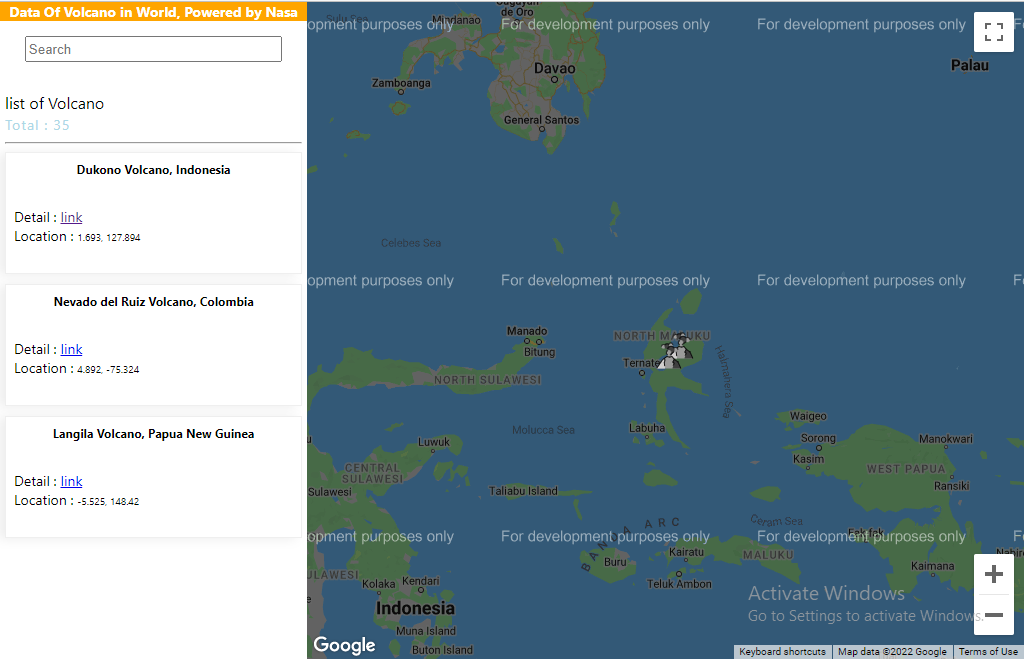 Data Of Volcano in World, Powered by Nasa
Search
list of Volcano
Total : 35
Dukono Volcano, Indonesia
Detail : link
Location : 1.693, 127.894
Nevado del Ruiz Volcano, Colombia
Detail : link
Location : 4.892, -75.324
Langila Volcano, Papua New Guinea
Detail : link
Location : -5.525, 148.42
Sulu Sea
Mindanao
de Oro
opment purposes only
For development purposes only
For development purposes only
Palau
Davao
Zamboanga
General Santos
Celebes Sea
opment purposes only
For development purposes only
For development purposes only
Manado
Bitung
NORTH MALUKU
Ternate
Halmahera Sea
NORTH SULAWESI
Waigeo
Labuha
Molucca Sea
Sorong
Manokwari
Luwuk
Kasim
CENTRAL
SULAWESI
WEST PAPUA
Sulawesi
Taliabu Island
Ransiki
BANDA ARC
Ceram Sea
opment purposes only
For development purposes only
For development purposes only
Fakfak
Kairatu
MALUKU
Buru
Kaimana
Kolaka
Kendari
Teluk Ambon
Indonesia
Activate Windows
Go to Settings to activate Windows.
Muna Island
Buton Island
Google
Keyboard shortcuts
Map data ©2022 Google
Terms of Use